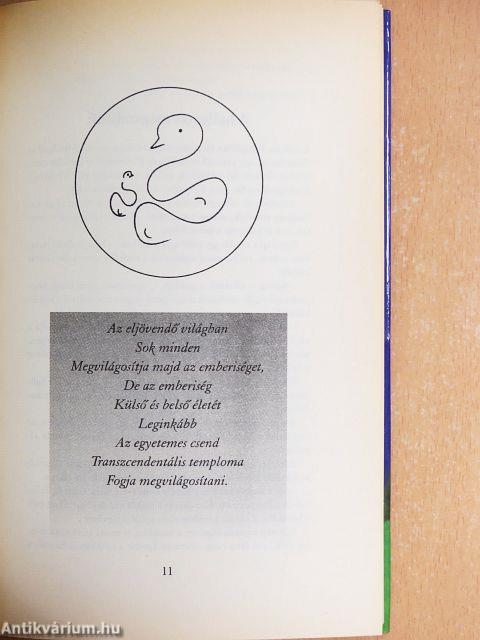 Az eljövendő világban
Sok minden
Megvilágosítja majd az emberiséget,
De az emberiség
Külső és belső életét
Leginkább
Az egyetemes csend
Transzcendentális temploma
Fogja megvilágosítani.
11
Antikvárium.hu